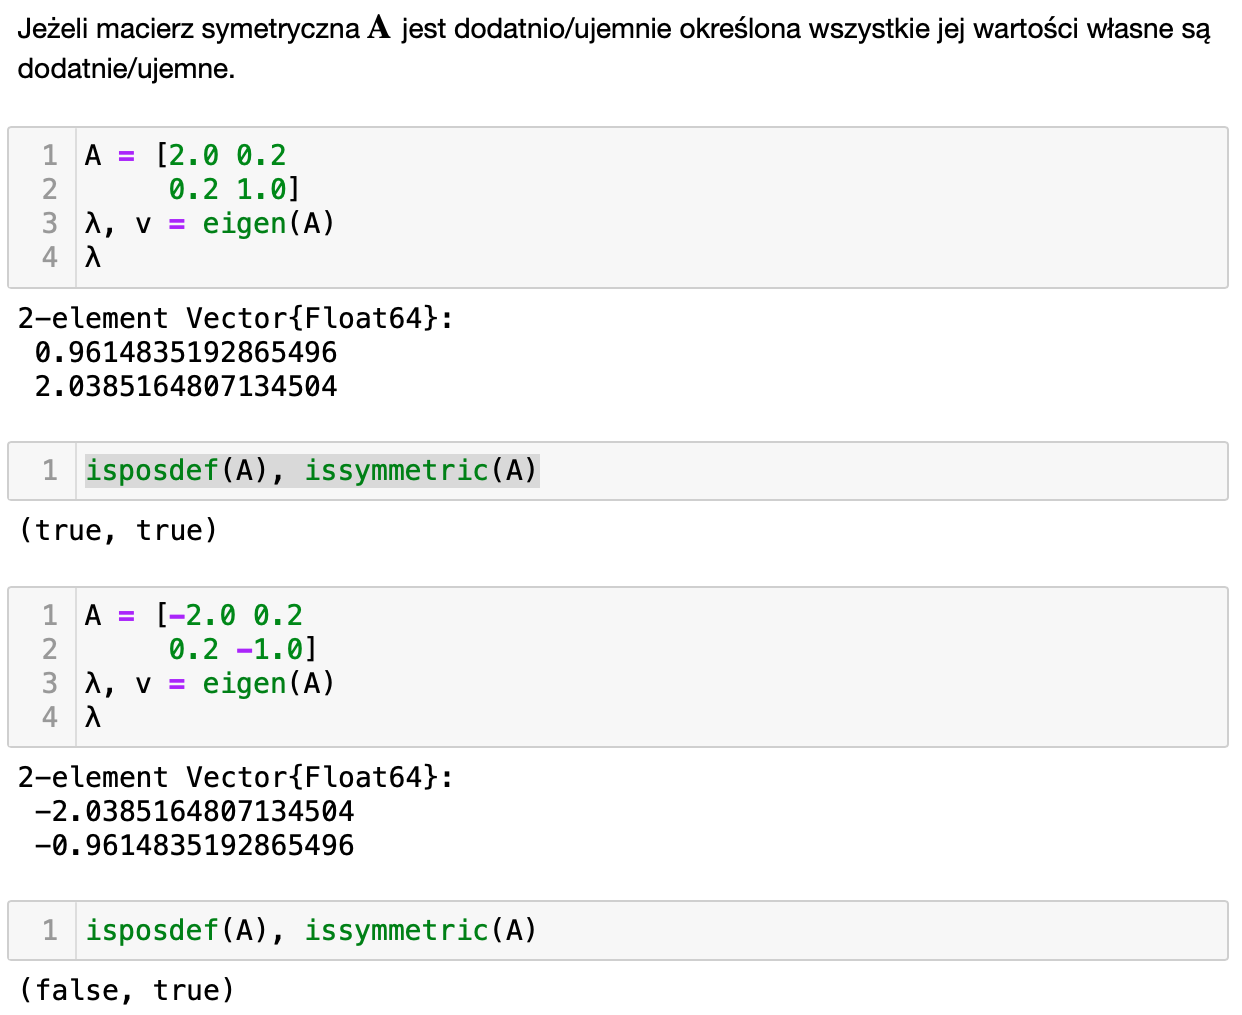 Jeżeli macierz symetryczna A jest dodatnio/ujemnie określona wszystkie jej wartości własne są
dodatnie/ujemne.
1 A = [2.0 0.2
2      0.2 1.0]
3 λ, v = eigen(A)
4 λ
2-element Vector{Float64}:
 0.9614835192865496
 2.0385164807134504
1 isposdef(A), issymmetric(A)
(true, true)
1 A = [-2.0 0.2
2      0.2 -1.0]
3 λ, v = eigen(A)
4 λ
2-element Vector{Float64}:
 -2.0385164807134504
 -0.9614835192865496
1 isposdef(A), issymmetric(A)
(false, true)